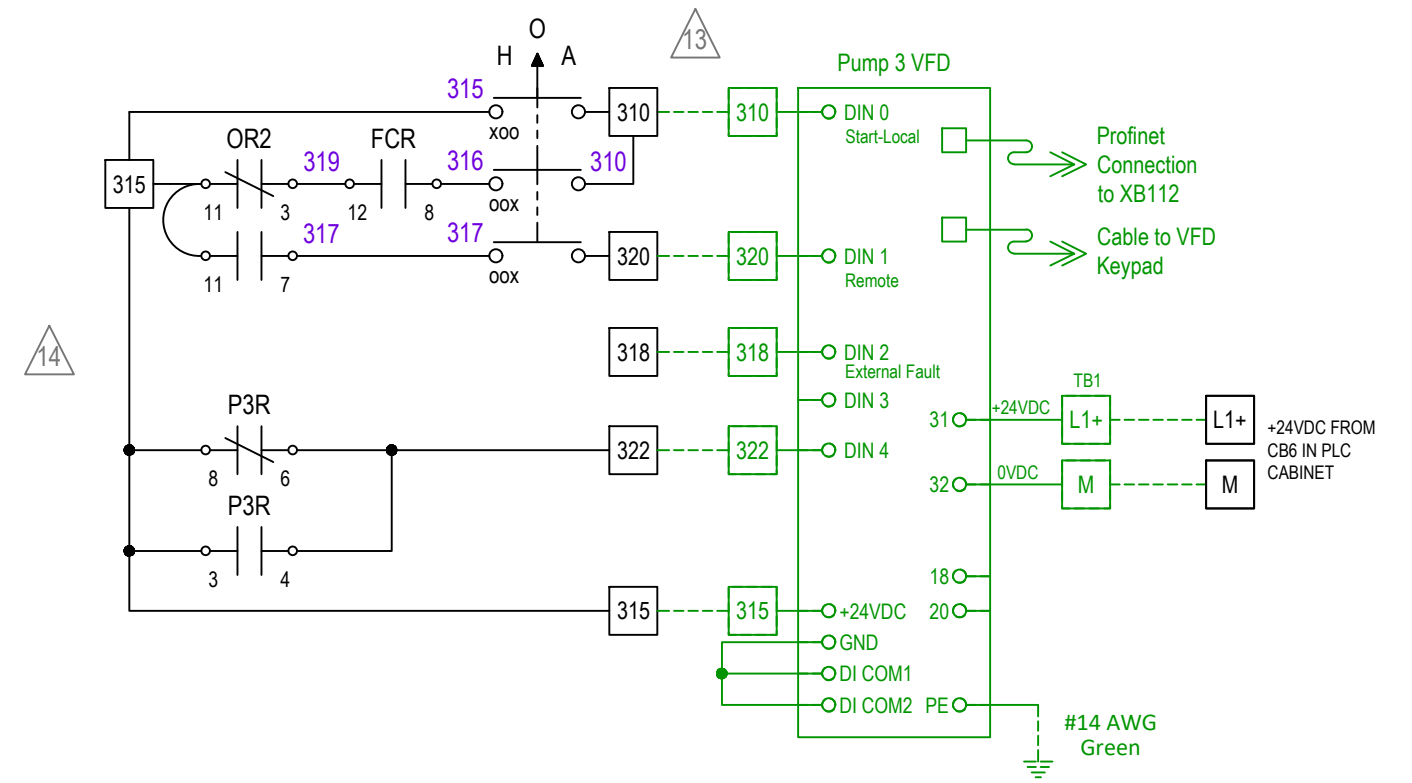 O
H A
13
Pump 3 VFD
315
310
310
DIN 0
Start-Local
xoo
OR2
319
FCR
316
310
315
11
3
12
8
oox
Profinet
Connection
to XB112
317
317
11
7
oox
320
320
DIN 1
Remote
Cable to VFD
Keypad
14
318
318
DIN 2
External Fault
DIN 3
P3R
8
6
322
322
DIN 4
P3R
3
4
TB1
31
+24VDC
L1+
L1+
32
0VDC
M
M
+24VDC FROM
CB6 IN PLC
CABINET
18
20
315
315
+24VDC
GND
DI COM1
DI COM2
PE
#14 AWG
Green